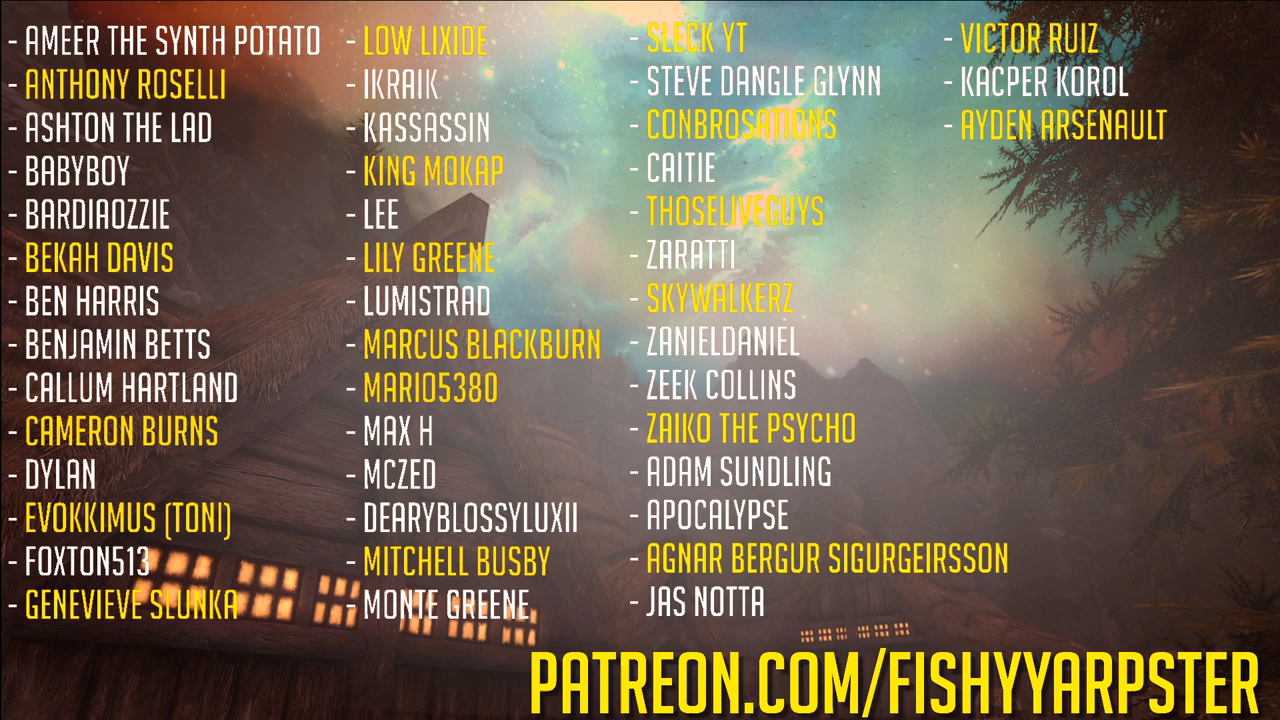 - AMEER THE SYNTH POTATO
- ANTHONY ROSELLI
- ASHTON THE LAD
- BABYBOY
- BARDIAOZZIE
- BEKAH DAVIS
- BEN HARRIS
- BENJAMIN BETTS
- CALLUM HARTLAND
- CAMERON BURNS
- DYLAN
- EVOKKIMUS (TONI)
- FOXTON513
- GENEVIEVE SLUNKA
- LOW LIXIDE
- IKRAIK
- KASSASSIN
- KING MOKAP
- LEE
- LILY GREENE
- LUMISTRAD
- MARCUS BLACKBURN
- MARIO5380
- MAX H
- MCZED
- DEARYBLOSSYLUXII
- MITCHELL BUSBY
- MONTE GREENE
- SLECK YT
- STEVE DANGLE GLYNN
- CONBROSATIONS
- CAITIE
- THOSELIVEGUYS
- ZARATTI
- SKYWALKERZ
- ZANIELDANIEL
- ZEEK COLLINS
- ZAIKO THE PSYCHO
- ADAM SUNDLING
- APOCALYPSE
- AGNAR BERGUR SIGURGEIRSSON
- JAS NOTTA
- VICTOR RUIZ
- KACPER KOROL
- AYDEN ARSENAULT
PATREON.COM/FISHYYARPSTER